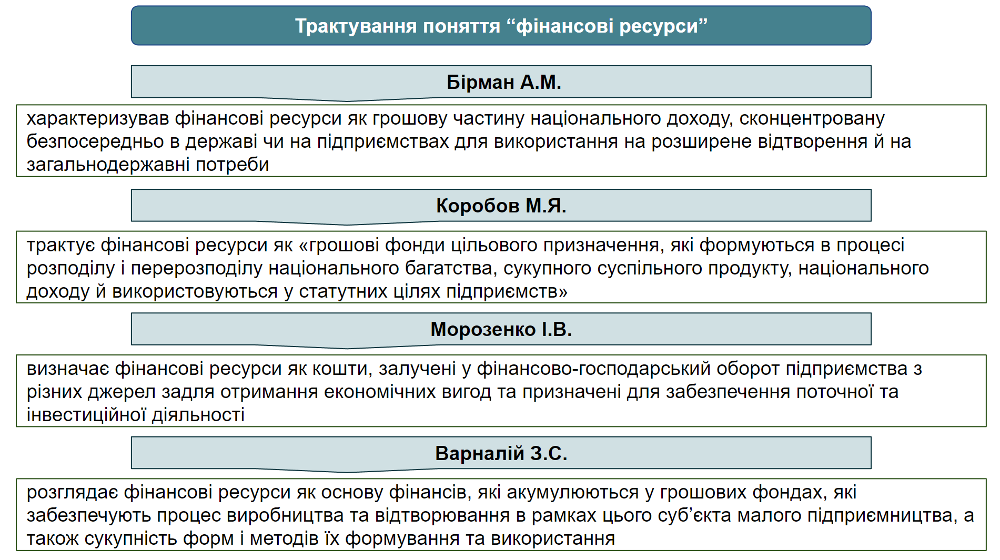 Трактування поняття “фінансові ресурси”
Бірман А.М.
характеризував фінансові ресурси як грошову частину національного доходу, сконцентровану
безпосередньо в державі чи на підприємствах для використання на розширене відтворення й на
загальнодержавні потреби
Коробов М.Я.
трактує фінансові ресурси як «грошові фонди цільового призначення, які формуються в процесі
розподілу і перерозподілу національного багатства, сукупного суспільного продукту, національного
доходу й використовуються у статутних цілях підприємств»
Морозенко І.В.
визначає фінансові ресурси як кошти, залучені у фінансово-господарський оборот підприємства з
різних джерел задля отримання економічних вигод та призначені для забезпечення поточної та
інвестиційної діяльності
Варналій З.С.
розглядає фінансові ресурси як основу фінансів, які акумулюються у грошових фондах, які
забезпечують процес виробництва та відтворювання в рамках цього суб’єкта малого підприємництва, а
також сукупність форм і методів їх формування та використання